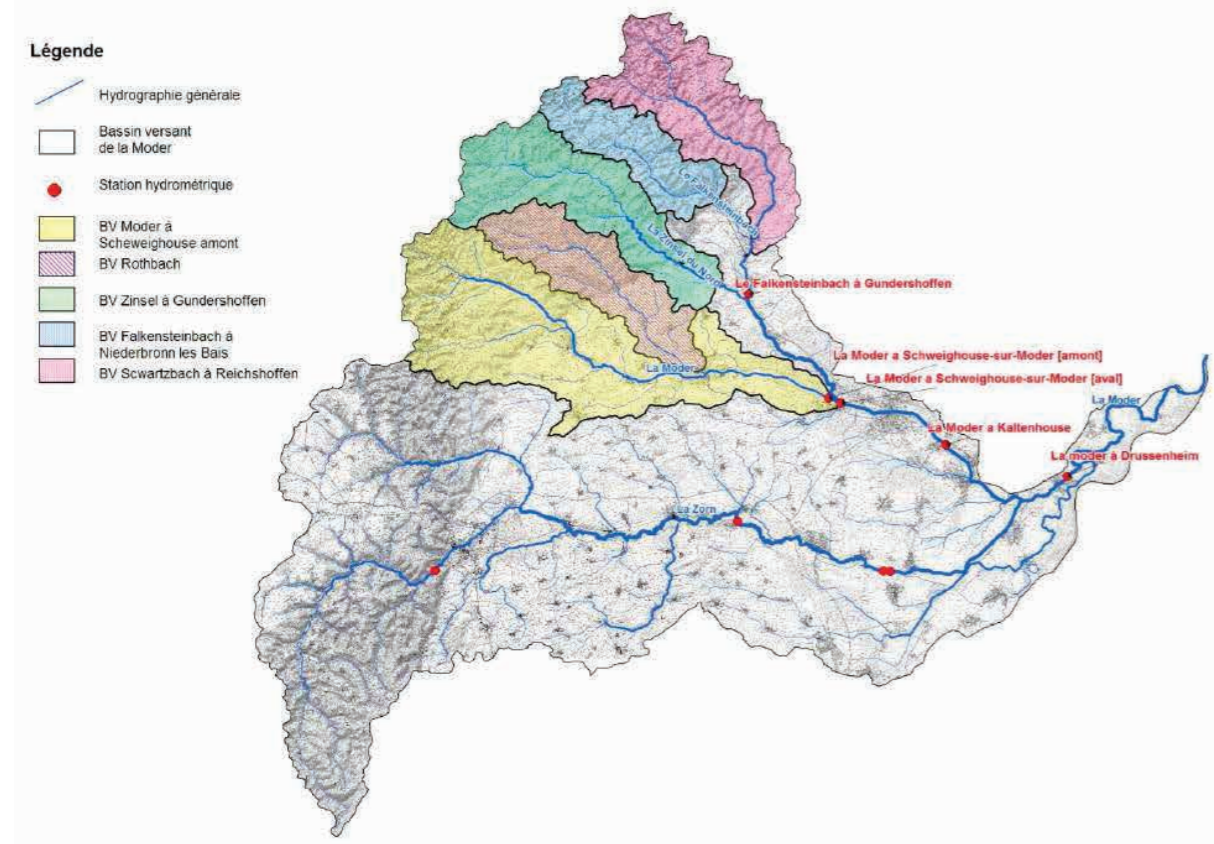 Légende
Hydrographie générale
Bassin versant
de la Moder
Station hydrométrique
BV Moder à
Scheweighouse amont
BV Rothbach
BV Zinsel à Gundershoffen
BV Falkensteinbach à
Niederbronn les Bais
BV Scwartzbach à Reichshoffen
Le Falkensteinbach
La Zinsel du Nord
Le Falkensteinbach à Gundershoffen
La Moder a Schweighouse-sur-Moder [amont]
La Moder
La Moder a Schweighouse-sur-Moder [aval]
La Moder
La Moder a Kaltenhouse
La moder à Drussenheim
La Zorn